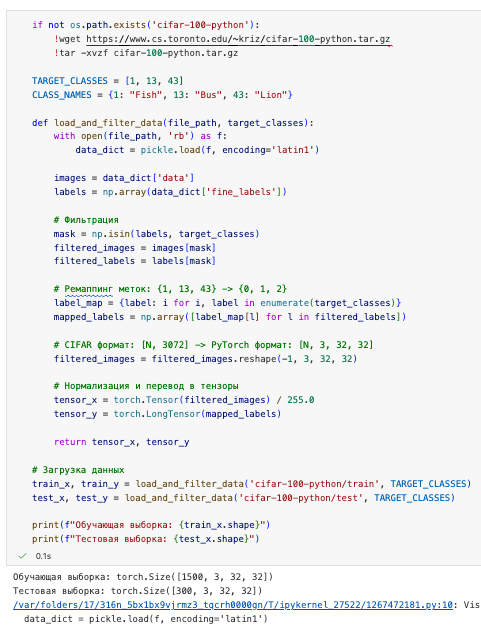 if not os.path.exists('cifar-100-python'):
    !wget https://www.cs.toronto.edu/~kriz/cifar-100-python.tar.gz
    !tar -xvzf cifar-100-python.tar.gz

TARGET_CLASSES = [1, 13, 43]
CLASS_NAMES = {1: "Fish", 13: "Bus", 43: "Lion"}

def load_and_filter_data(file_path, target_classes):
    with open(file_path, 'rb') as f:
        data_dict = pickle.load(f, encoding='latin1')

    images = data_dict['data']
    labels = np.array(data_dict['fine_labels'])

    # Фильтрация
    mask = np.isin(labels, target_classes)
    filtered_images = images[mask]
    filtered_labels = labels[mask]

    # Ремаппинг меток: {1, 13, 43} -> {0, 1, 2}
    label_map = {label: i for i, label in enumerate(target_classes)}
    mapped_labels = np.array([label_map[l] for l in filtered_labels])

    # CIFAR формат: [N, 3072] -> PyTorch формат: [N, 3, 32, 32]
    filtered_images = filtered_images.reshape(-1, 3, 32, 32)

    # Нормализация и перевод в тензоры
    tensor_x = torch.Tensor(filtered_images) / 255.0
    tensor_y = torch.LongTensor(mapped_labels)

    return tensor_x, tensor_y

# Загрузка данных
train_x, train_y = load_and_filter_data('cifar-100-python/train', TARGET_CLASSES)
test_x, test_y = load_and_filter_data('cifar-100-python/test', TARGET_CLASSES)

print(f"Обучающая выборка: {train_x.shape}")
print(f"Тестовая выборка: {test_x.shape}")
✓ 0.1s
Обучающая выборка: torch.Size([1500, 3, 32, 32])
Тестовая выборка: torch.Size([300, 3, 32, 32])
/var/folders/17/316n_5bx1bx9vjrmz3_tqcrh0000gn/T/ipykernel_27522/1267472181.py:10: Vis
  data_dict = pickle.load(f, encoding='latin1')